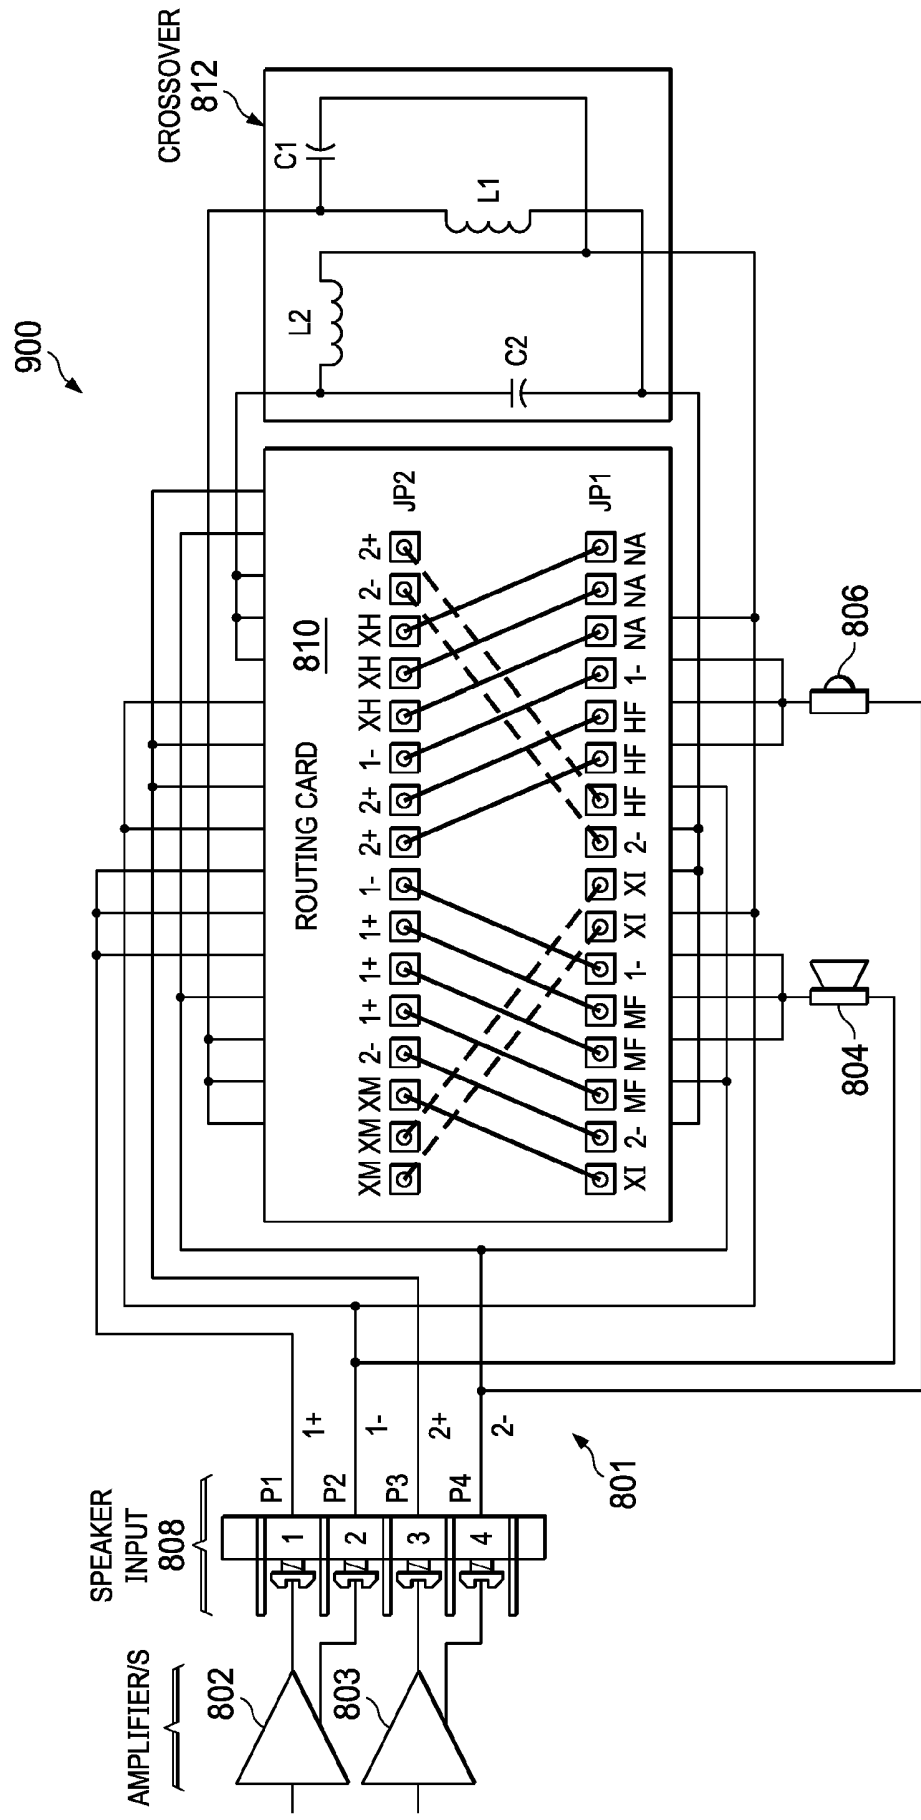 900
AMPLIFIER/S
802
803
SPEAKER
INPUT
808
1
2
3
4
P1
P2
P3
P4
1+
1-
2+
2-
801
ROUTING CARD
810
XM XM XM 2- 1+ 1+ 1+ 1- 2+ 2+ 1- XH XH XH 2- 2+
JP2
XI 2- MF MF MF 1- XI XI 2- HF HF HF 1- NA NA NA
JP1
804
806
CROSSOVER
812
C1
L1
L2
C2